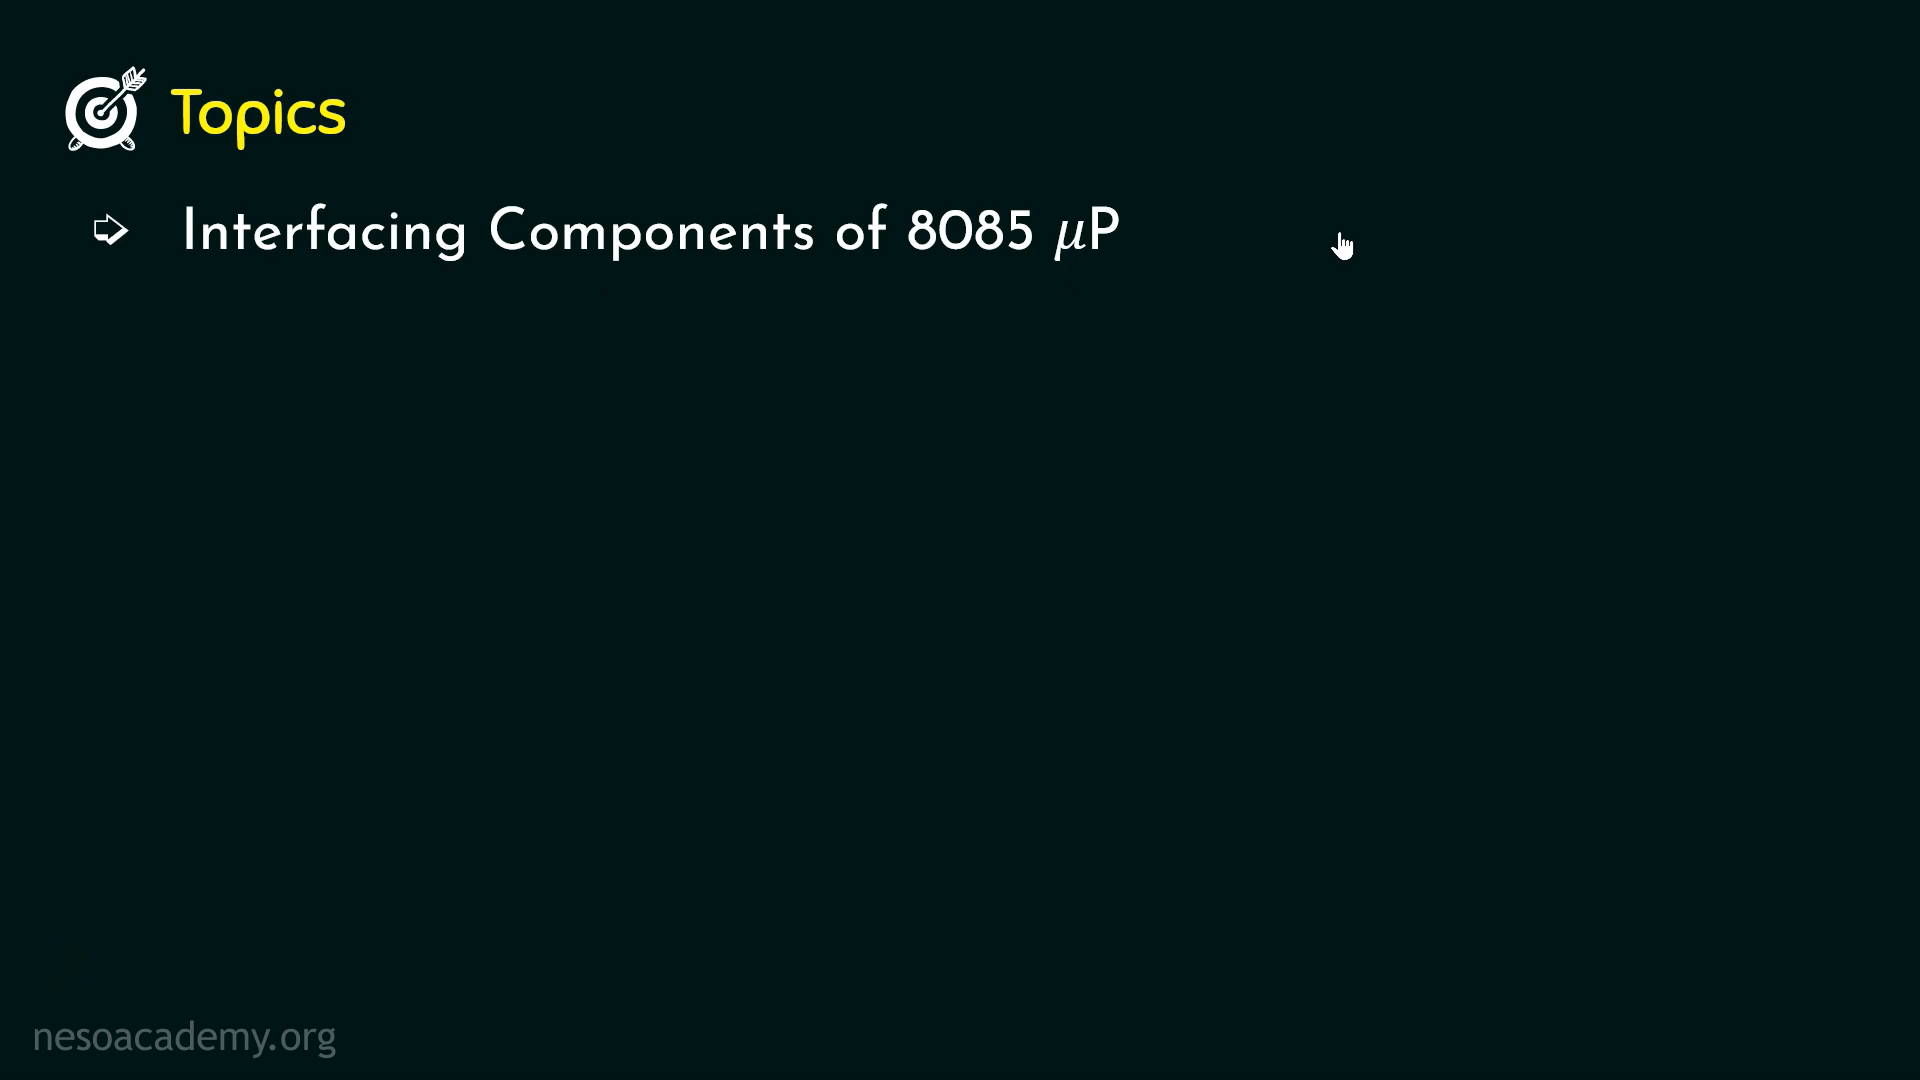 Topics
➩ Interfacing Components of 8085 μP
nesoacademy.org